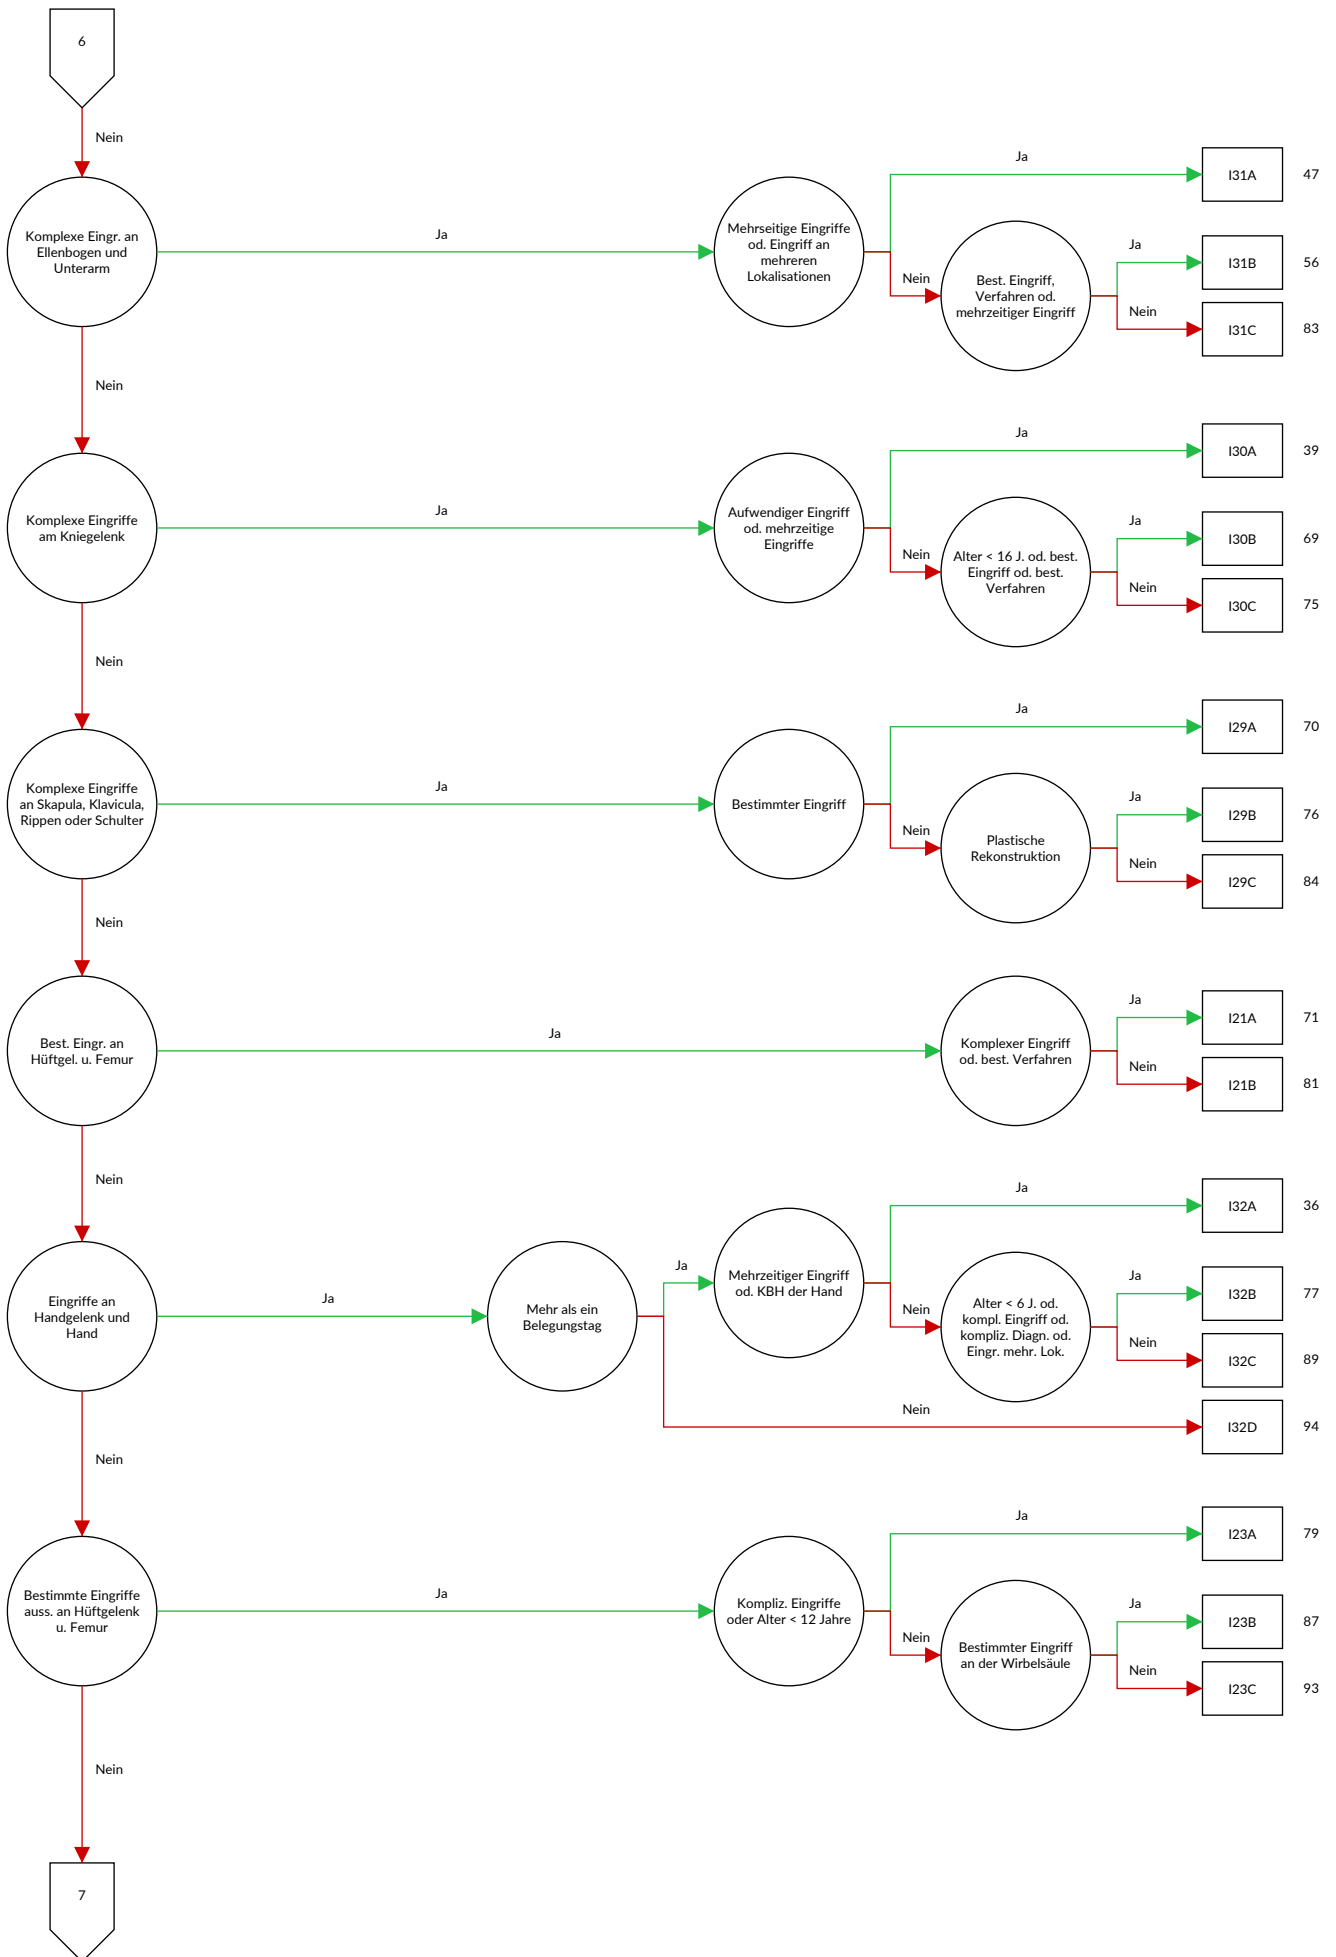 6
Nein
Komplexe Eingr. an
Ellenbogen und
Unterarm
Ja
Mehrseitige Eingriffe
od. Eingriff an
mehreren
Lokalisationen
Ja
I31A
47
Nein
Best. Eingriff,
Verfahren od.
mehrzeitiger Eingriff
Ja
I31B
56
Nein
I31C
83
Nein
Komplexe Eingriffe
am Kniegelenk
Ja
Aufwendiger Eingriff
od. mehrzeitige
Eingriffe
Ja
I30A
39
Nein
Alter < 16 J. od. best.
Eingriff od. best.
Verfahren
Ja
I30B
69
Nein
I30C
75
Nein
Komplexe Eingriffe
an Skapula, Klavicula,
Rippen oder Schulter
Ja
Bestimmter Eingriff
Ja
I29A
70
Nein
Plastische
Rekonstruktion
Ja
I29B
76
Nein
I29C
84
Nein
Best. Eingr. an
Hüftgel. u. Femur
Ja
Komplexer Eingriff
od. best. Verfahren
Ja
I21A
71
Nein
I21B
81
Nein
Eingriffe an
Handgelenk und
Hand
Ja
Mehr als ein
Belegungstag
Ja
Mehrzeitiger Eingriff
od. KBH der Hand
Ja
I32A
36
Nein
Alter < 6 J. od.
kompl. Eingriff od.
kompliz. Diagn. od.
Eingr. mehr. Lok.
Ja
I32B
77
Nein
I32C
89
Nein
I32D
94
Nein
Bestimmte Eingriffe
auss. an Hüftgelenk
u. Femur
Ja
Kompliz. Eingriffe
oder Alter < 12 Jahre
Ja
I23A
79
Nein
Bestimmter Eingriff
an der Wirbelsäule
Ja
I23B
87
Nein
I23C
93
Nein
7